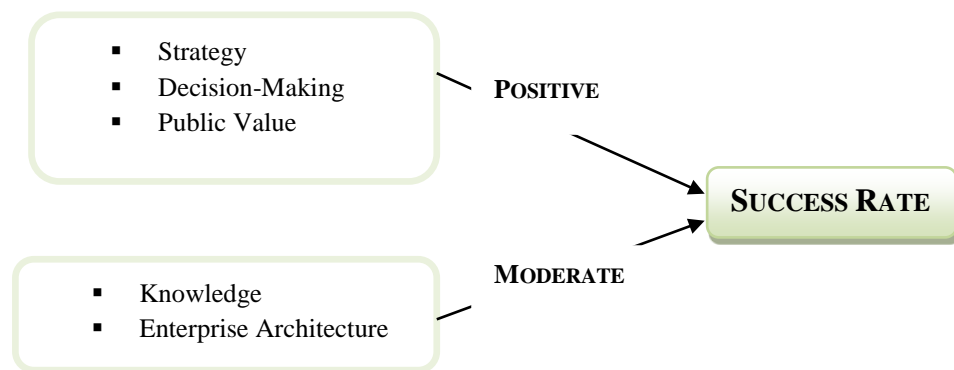 ▪ Strategy
▪ Decision-Making
▪ Public Value
POSITIVE
SUCCESS RATE
MODERATE
▪ Knowledge
▪ Enterprise Architecture